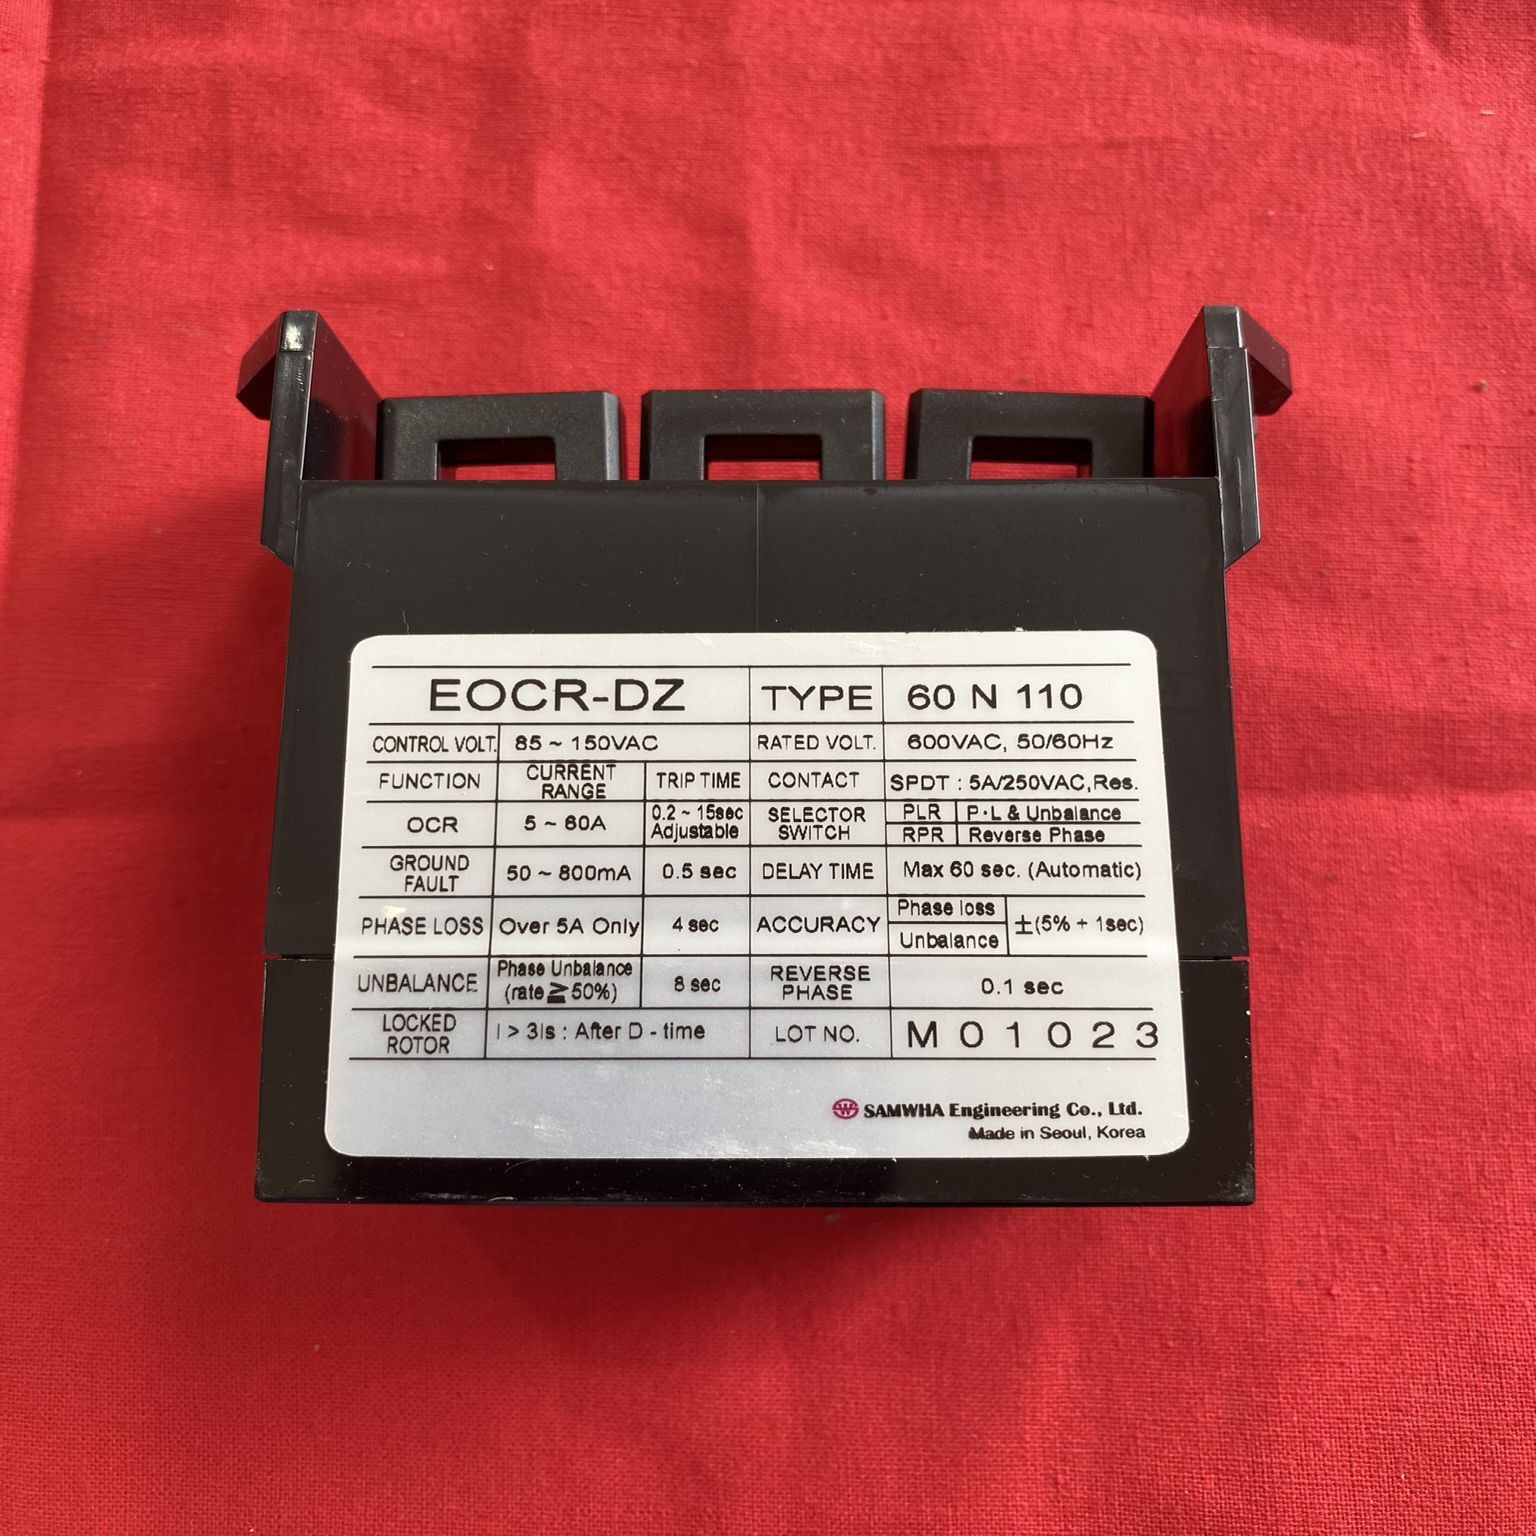 EOCR-DZ TYPE 60 N 110
CONTROL VOLT. 85 ~ 150VAC RATED VOLT. 600VAC, 50/60Hz
FUNCTION CURRENT RANGE TRIP TIME CONTACT SPDT : 5A/250VAC,Res.
OCR 5 ~ 60A 0.2 ~ 15sec Adjustable SELECTOR SWITCH PLR P·L & Unbalance
RPR Reverse Phase
GROUND FAULT 50 ~ 800mA 0.5 sec DELAY TIME Max 60 sec. (Automatic)
PHASE LOSS Over 5A Only 4 sec ACCURACY Phase loss Unbalance ±(5% + 1sec)
UNBALANCE Phase Unbalance (rate ≧ 50%) 8 sec REVERSE PHASE 0.1 sec
LOCKED ROTOR I > 3Is : After D - time LOT NO. M 0 1 0 2 3
SAMWHA Engineering Co., Ltd.
Made in Seoul, Korea